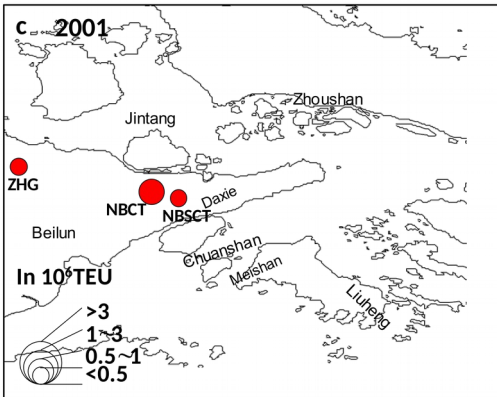 c 2001
Zhoushan
Jintang
ZHG
NBCT
NBSCT
Daxie
Beilun
Chuanshan
Meishan
Liuheng
In 10⁶TEU
>3
1~3
0.5~1
<0.5